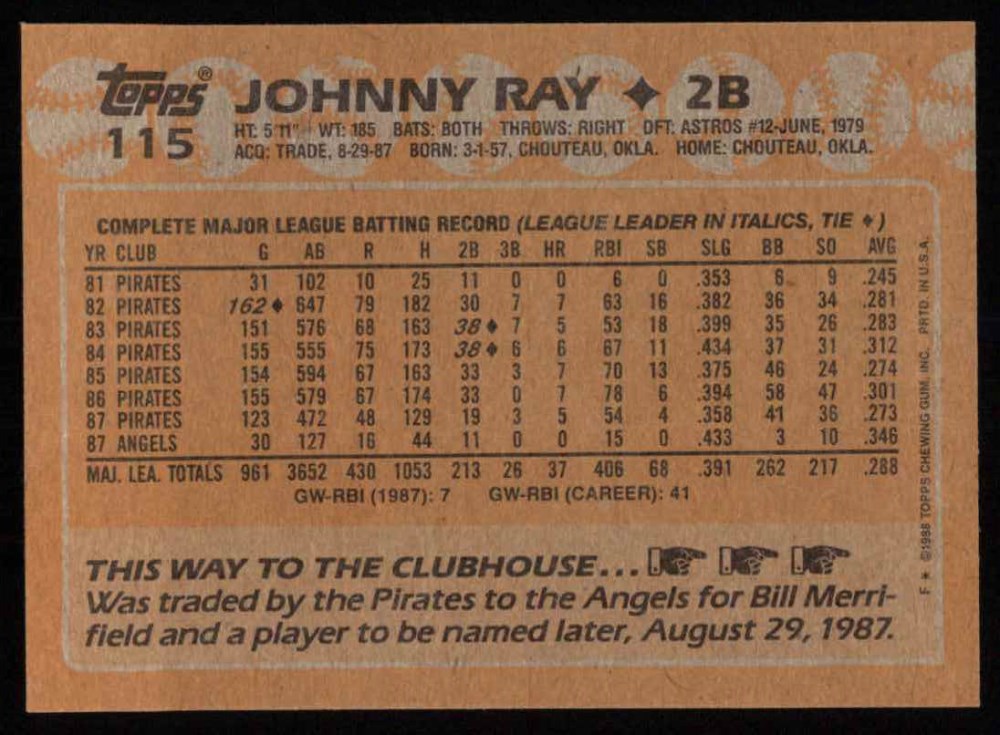 topps® JOHNNY RAY ♦ 2B
115 HT: 5'11" WT: 185 BATS: BOTH THROWS: RIGHT DFT: ASTROS #12-JUNE, 1979
ACQ: TRADE, 8-29-87 BORN: 3-1-57, CHOUTEAU, OKLA. HOME: CHOUTEAU, OKLA.
COMPLETE MAJOR LEAGUE BATTING RECORD (LEAGUE LEADER IN ITALICS, TIE ♦)
YR CLUB G AB R H 2B 3B HR RBI SB SLG BB SO AVG
81 PIRATES 31 102 10 25 11 0 0 6 0 .353 6 9 .245
82 PIRATES 162♦ 647 79 182 30 7 7 63 16 .382 36 34 .281
83 PIRATES 151 576 68 163 38♦ 7 5 53 18 .399 35 26 .283
84 PIRATES 155 555 75 173 38♦ 6 6 67 11 .434 37 31 .312
85 PIRATES 154 594 67 163 33 3 7 70 13 .375 46 24 .274
86 PIRATES 155 579 67 174 33 0 7 78 6 .394 58 47 .301
87 PIRATES 123 472 48 129 19 3 5 54 4 .358 41 36 .273
87 ANGELS 30 127 16 44 11 0 0 15 0 .433 3 10 .346
MAJ. LEA. TOTALS 961 3652 430 1053 213 26 37 406 68 .391 262 217 .288
GW-RBI (1987): 7 GW-RBI (CAREER): 41
THIS WAY TO THE CLUBHOUSE...
Was traded by the Pirates to the Angels for Bill Merri-
field and a player to be named later, August 29, 1987.
F* ©1988 TOPPS CHEWING GUM, INC. PRTD. IN U.S.A.